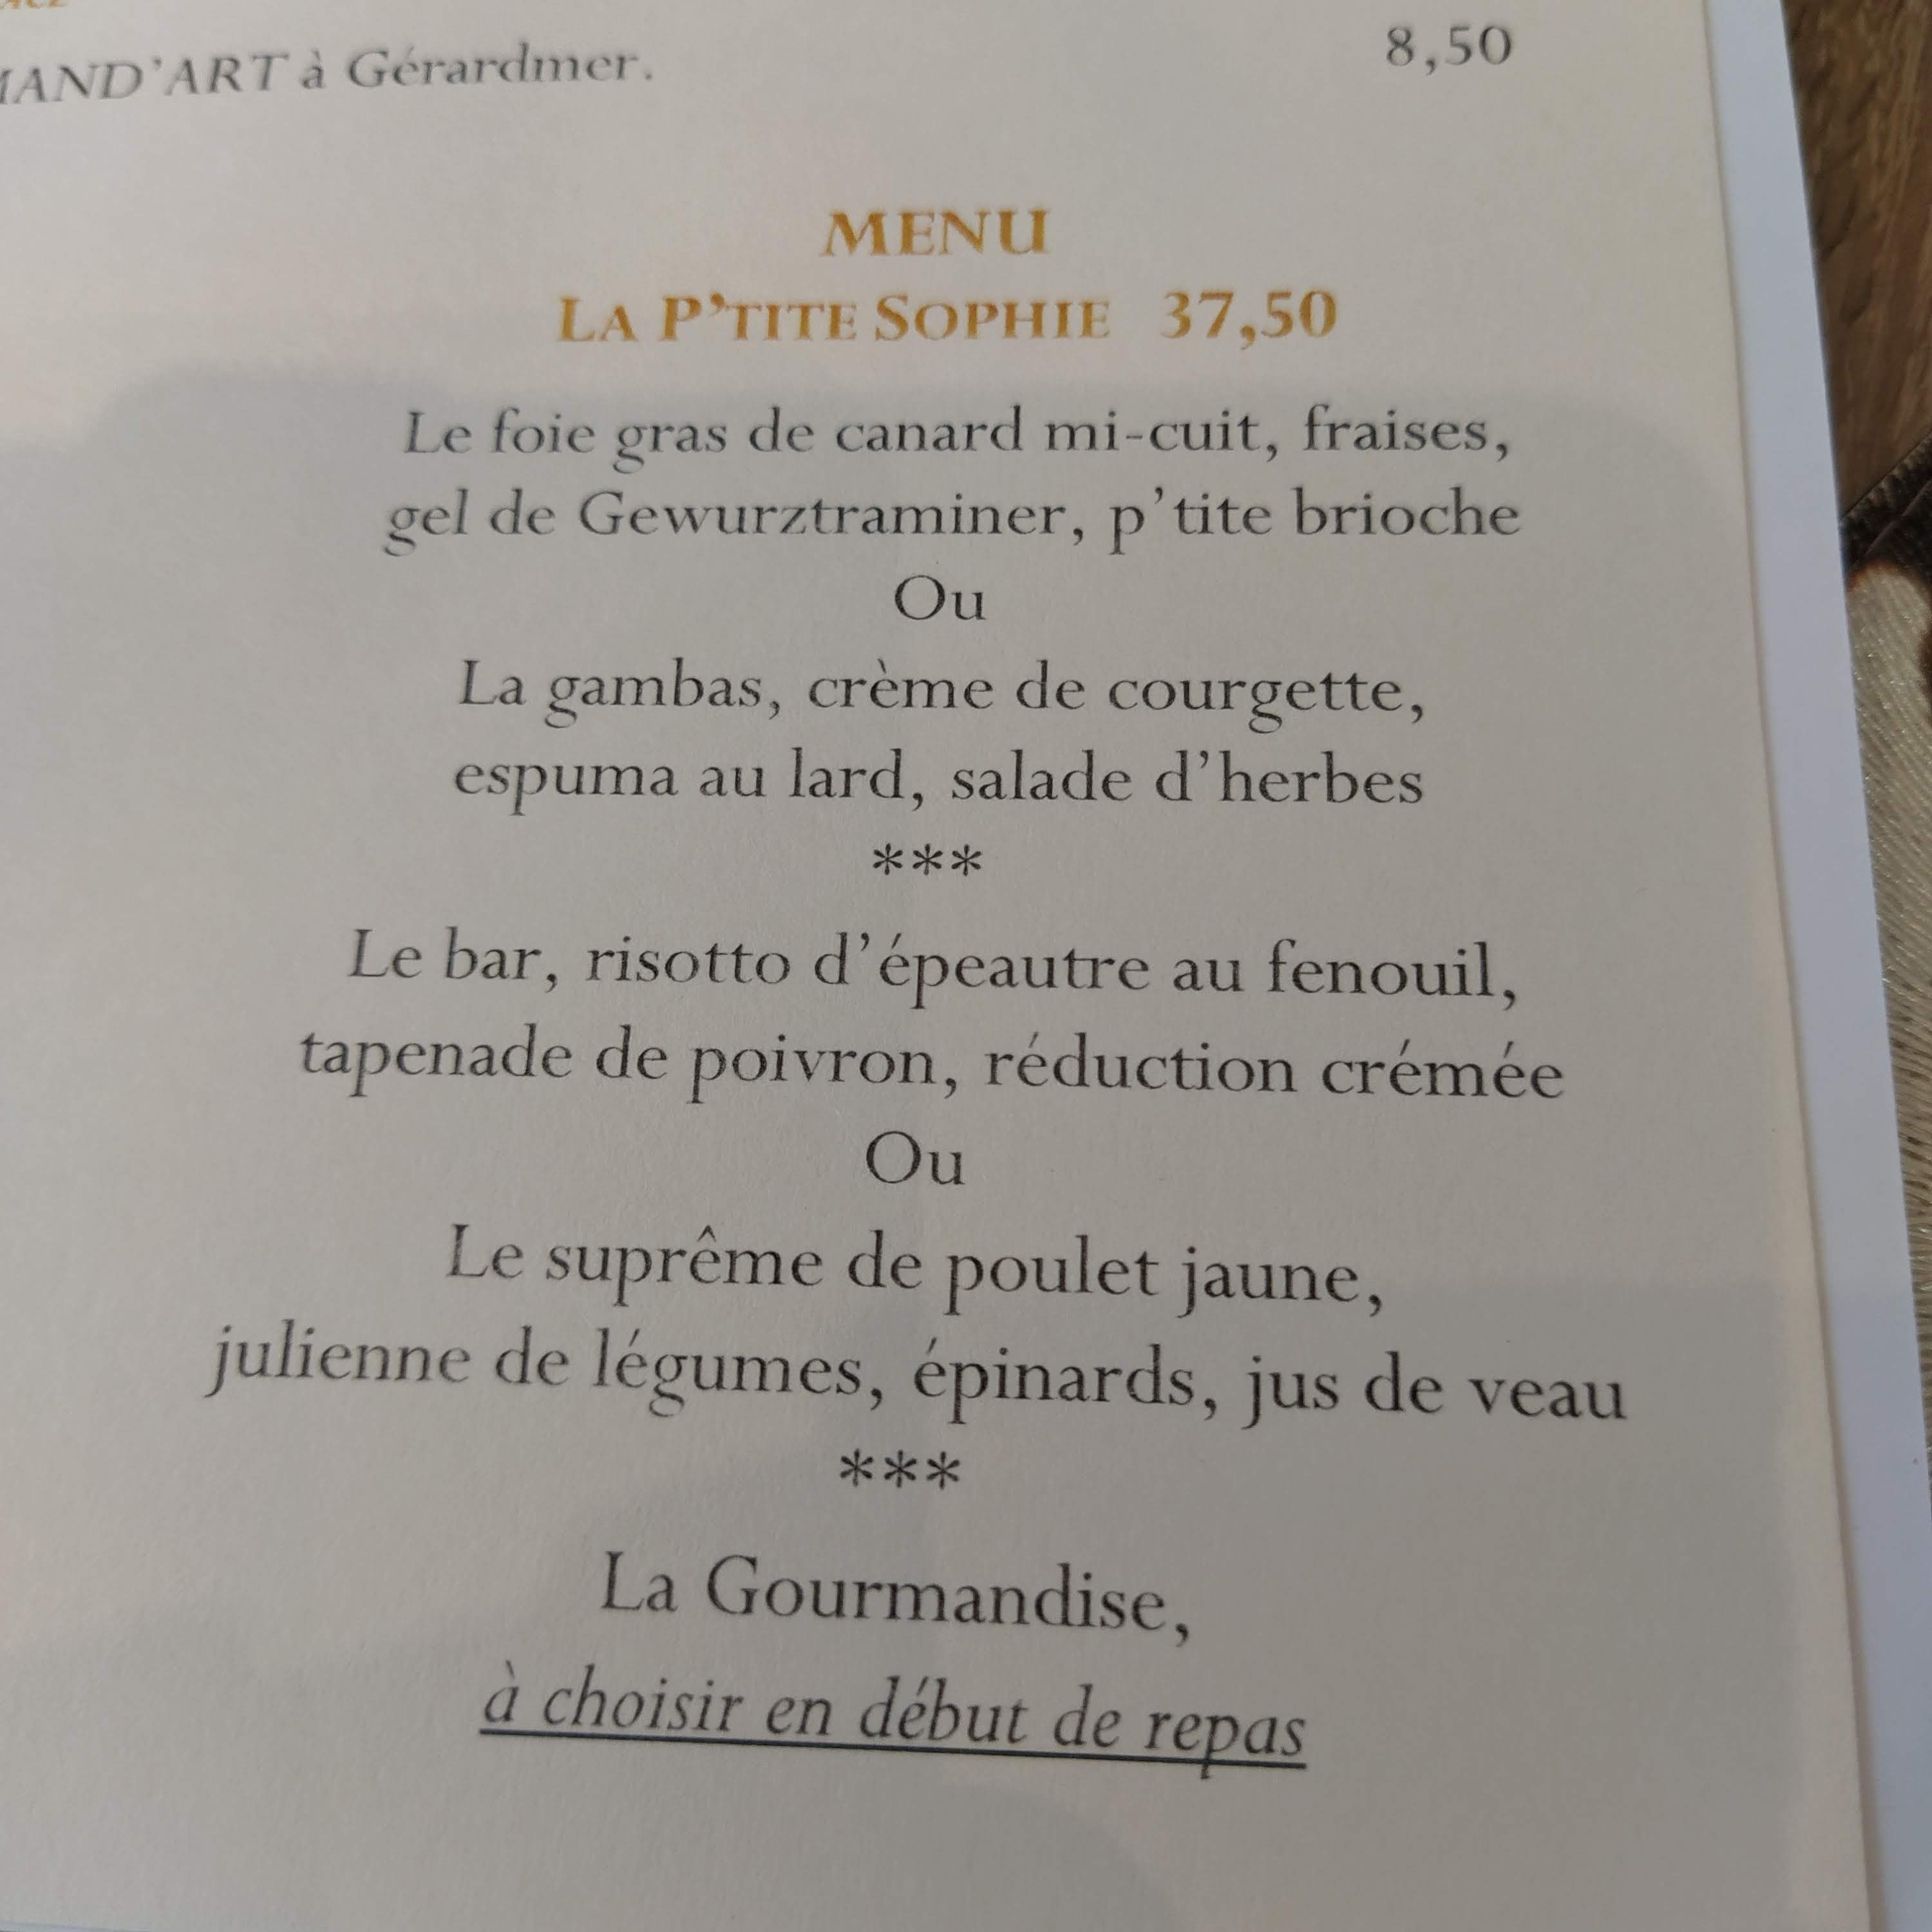 à Gérardmer.
8,50
MENU
LA P'TITE SOPHIE 37,50
Le foie gras de canard mi-cuit, fraises,
gel de Gewurztraminer, p'tite brioche
Ou
La gambas, crème de courgette,
espuma au lard, salade d'herbes
***
Le bar, risotto d'épeautre au fenouil,
tapenade de poivron, réduction crémée
Ou
Le suprême de poulet jaune,
julienne de légumes, épinards, jus de veau
***
La Gourmandise,
à choisir en début de repas